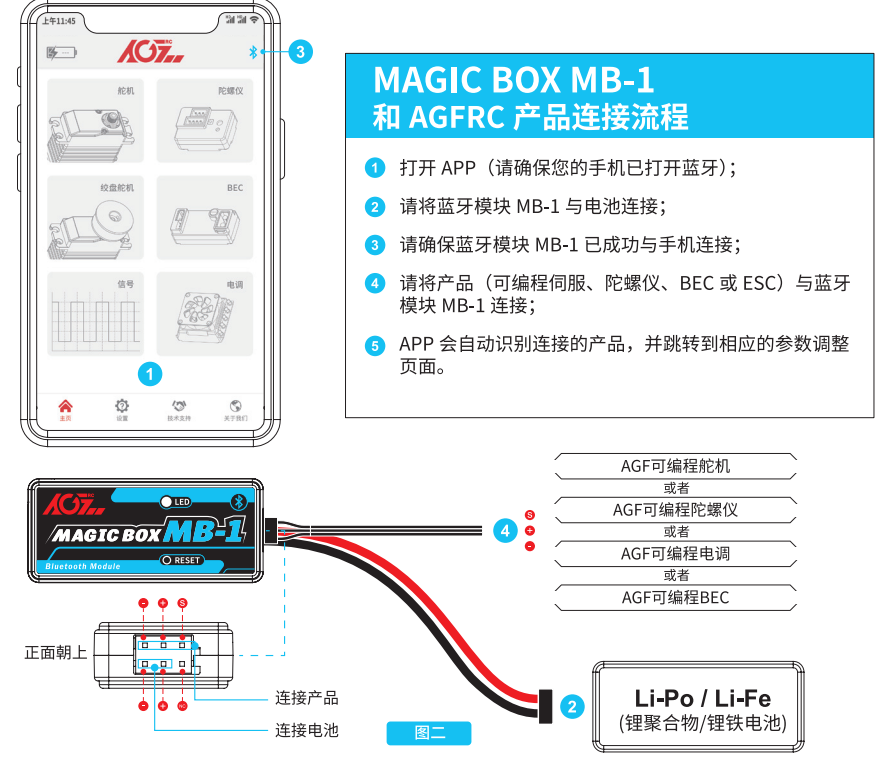 上午11:45
AGF RC
舵机
陀螺仪
绞盘舵机
BEC
信号
电调
1
3
主页
设置
技术支持
关于我们
MAGIC BOX MB-1
和 AGFRC 产品连接流程
1 打开 APP（请确保您的手机已打开蓝牙）；
2 请将蓝牙模块 MB-1 与电池连接；
3 请确保蓝牙模块 MB-1 已成功与手机连接；
4 请将产品（可编程伺服、陀螺仪、BEC 或 ESC）与蓝牙
模块 MB-1 连接；
5 APP 会自动识别连接的产品，并跳转到相应的参数调整
页面。
AGF RC
LED
MAGIC BOX MB-1
Bluetooth Module
RESET
4
S
+
-
AGF可编程舵机
或者
AGF可编程陀螺仪
或者
AGF可编程电调
或者
AGF可编程BEC
- + S
正面朝上
- + NC
连接产品
连接电池
图二
2
Li-Po / Li-Fe
(锂聚合物/锂铁电池)